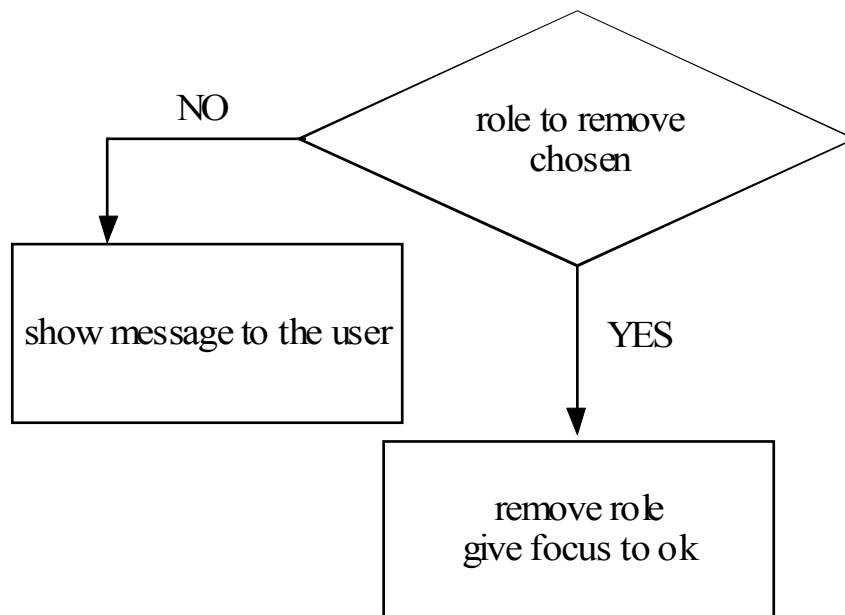 NO
role to remove
chosen
show message to the user
YES
remove role
give focus to ok